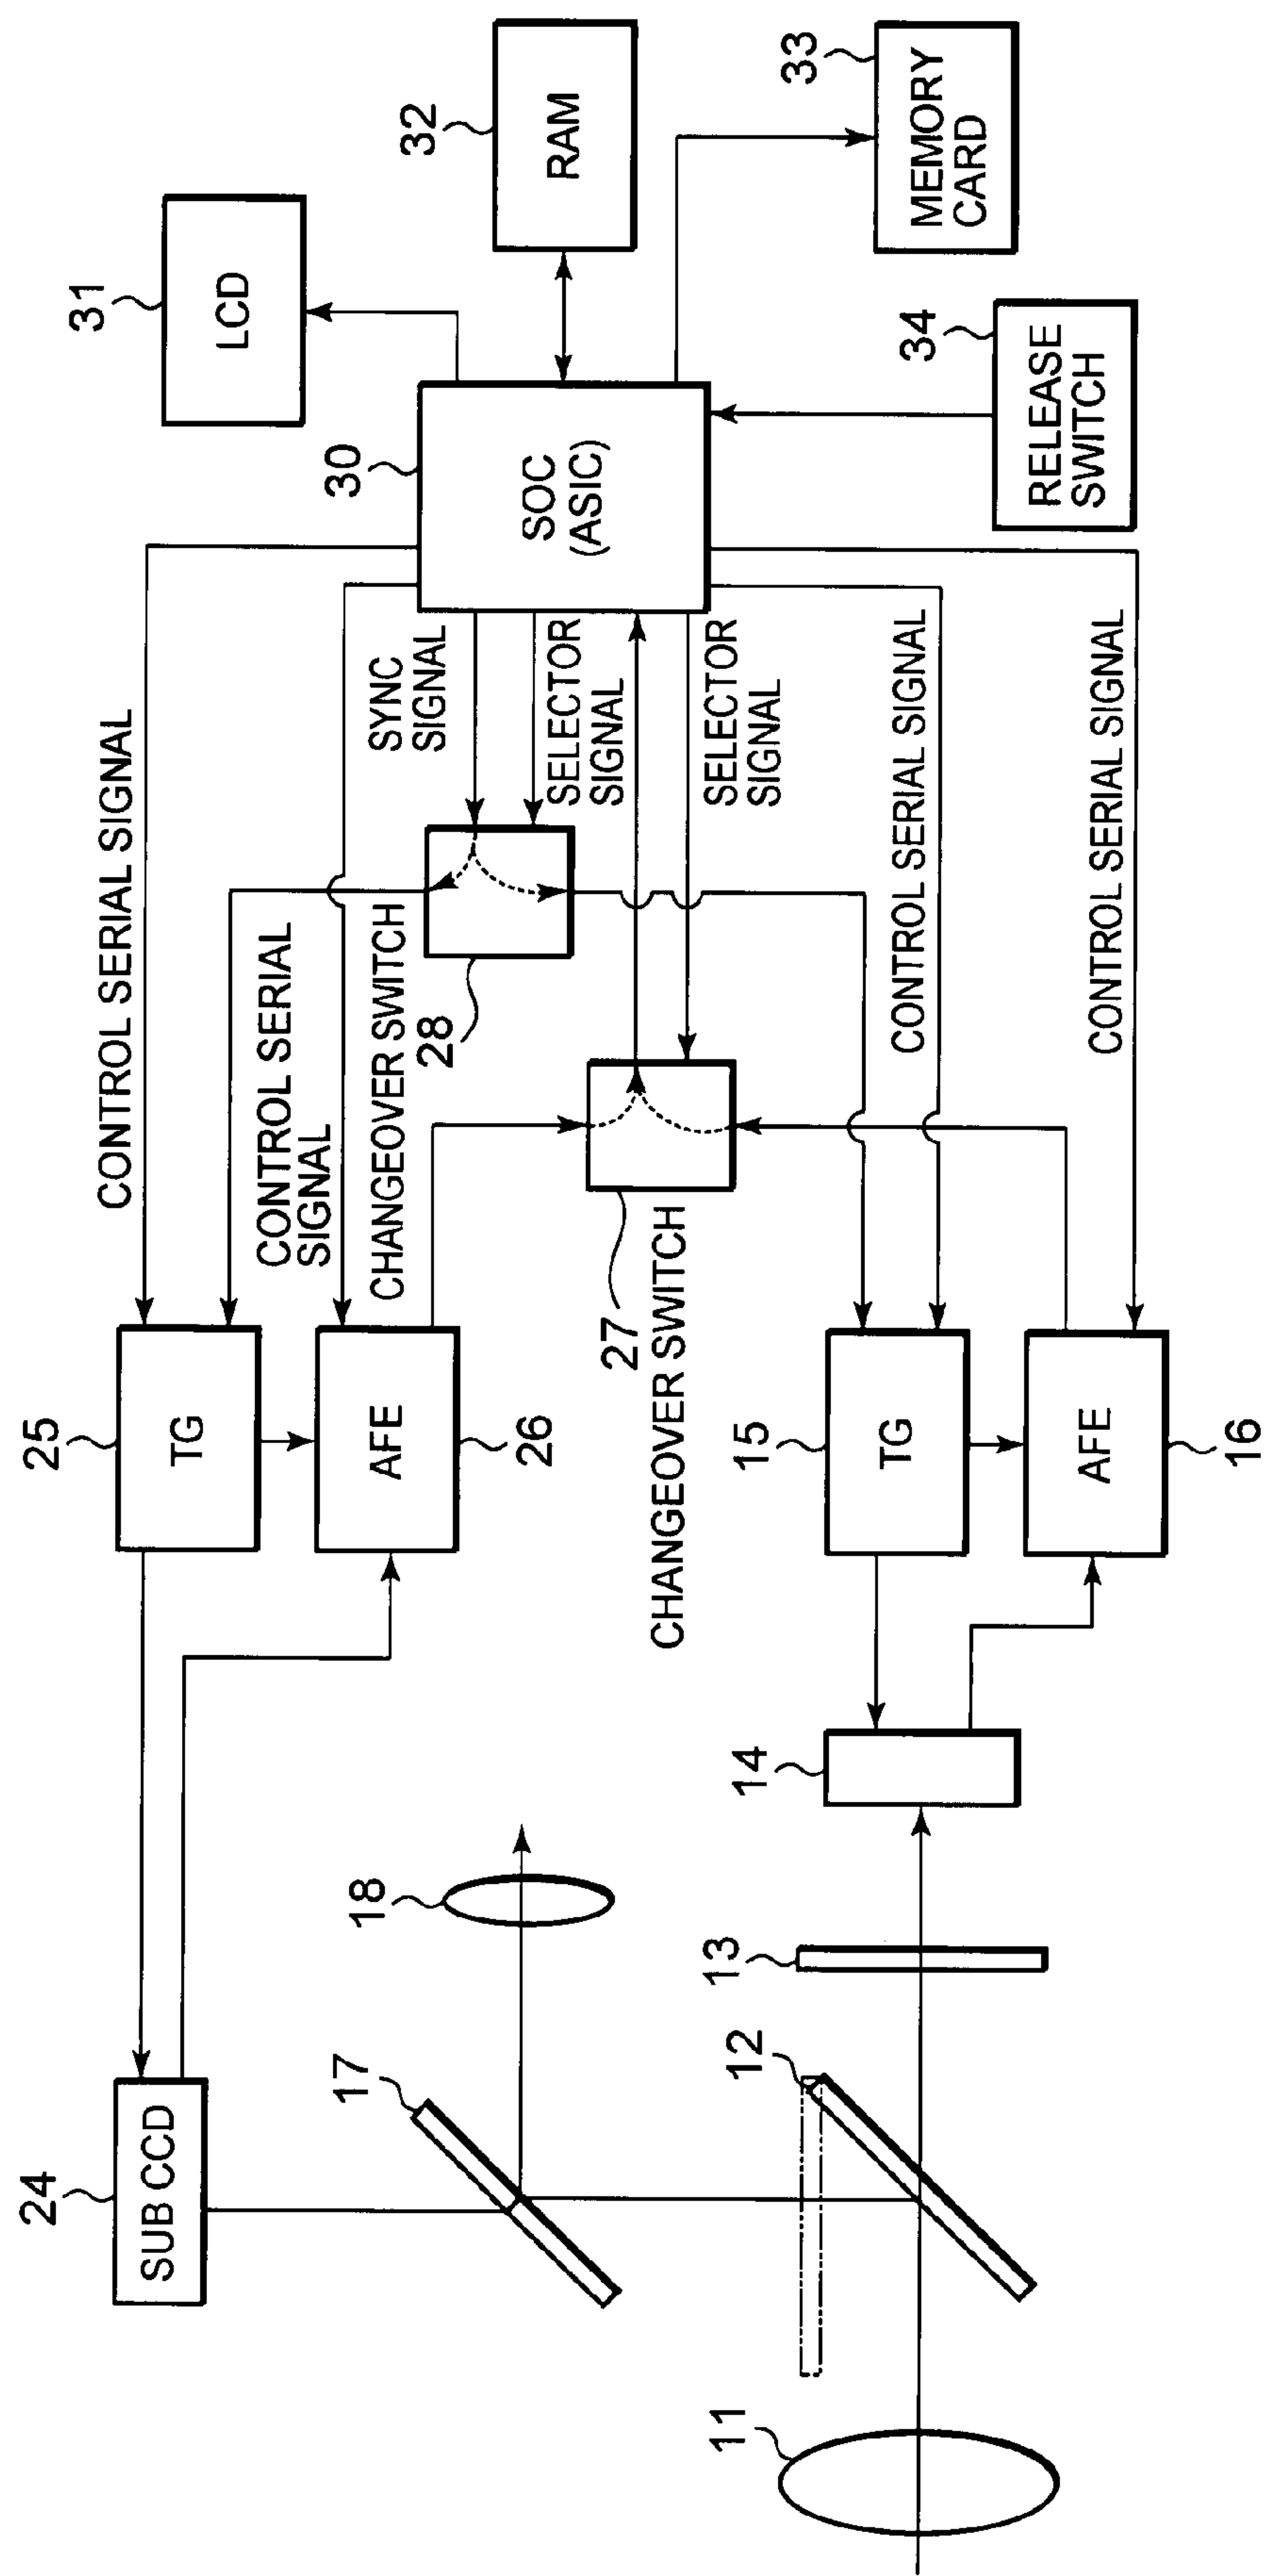 24
SUB CCD
25
TG
CONTROL SERIAL SIGNAL
31
LCD
CONTROL SERIAL
SIGNAL
AFE
26
CHANGEOVER SWITCH
28
SYNC
SIGNAL
30
SOC
(ASIC)
32
RAM
17
18
SELECTOR
SIGNAL
27
CHANGEOVER SWITCH
SELECTOR
SIGNAL
33
MEMORY
CARD
11
12
13
14
15
TG
CONTROL SERIAL SIGNAL
34
RELEASE
SWITCH
AFE
16
CONTROL SERIAL SIGNAL